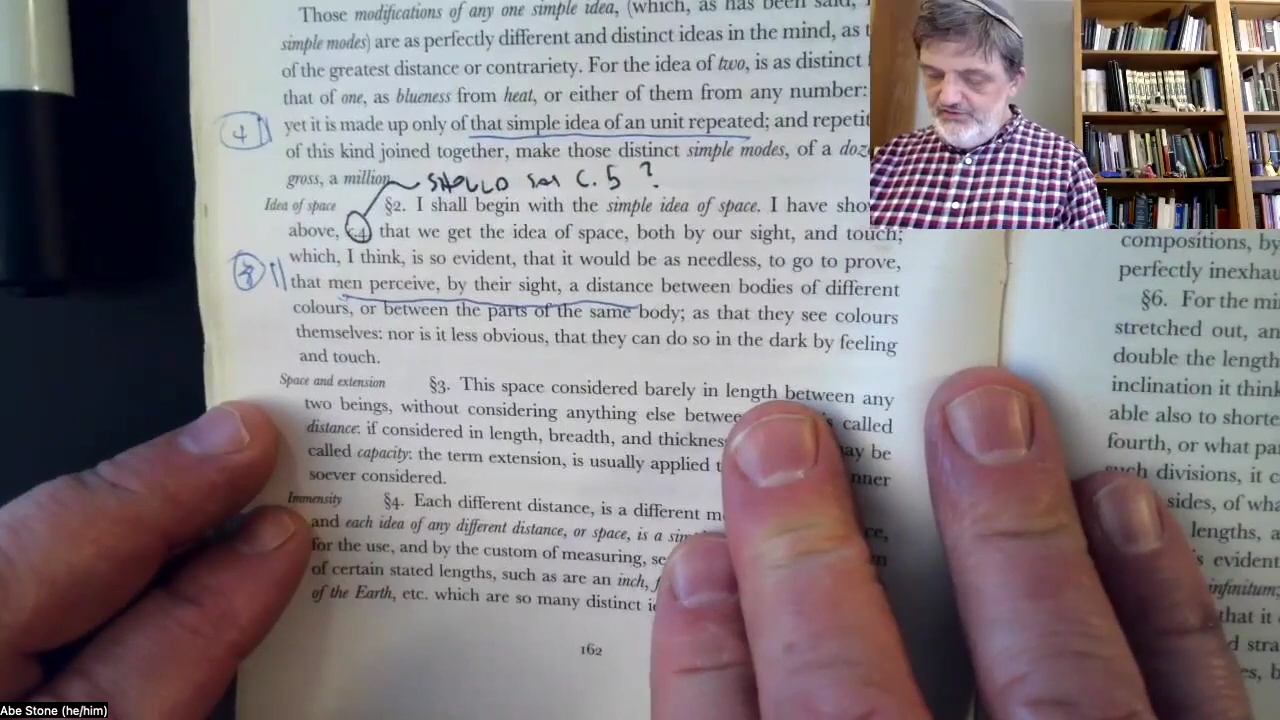 Those modifications of any one simple idea, (which, as has been said,
simple modes) are as perfectly different and distinct ideas in the mind, as
of the greatest distance or contrariety. For the idea of two, is as distinct
that of one, as blueness from heat, or either of them from any number:
4
yet it is made up only of that simple idea of an unit repeated; and
of this kind joined together, make those distinct simple modes, of a
gross, a million.
SHOULD SAY C. 5 ?
Idea of space
§2. I shall begin with the simple idea of space. I have
above, c.4 that we get the idea of space, both by our sight, and touch;
which, I think, is so evident, that it would be as needless, to go to prove,
that men perceive, by their sight, a distance between bodies of different
colours, or between the parts of the same body; as that they see colours
themselves: nor is it less obvious, that they can do so in the dark by feeling
and touch.
Space and extension
§3. This space considered barely in length between any
two beings, without considering anything else called
distance: if considered in length, breadth, and may be
called capacity: the term extension, is usually applied
soever considered.
Immensity
§4. Each different distance, is a different
and each idea of any different distance, or space, is a
for the use, and by the custom of measuring,
of certain stated lengths, such as are an inch,
of the Earth, etc. which are so many distinct
162
compositions, by
perfectly
§6. For the
stretched out,
double the length
inclination it
able also to
fourth, or what
such divisions, it
sides, of
lengths,
evident
infinitum;
that it
Abe Stone (he/him)